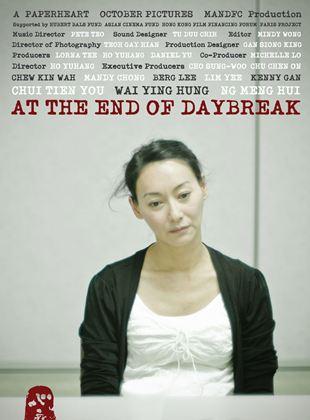 A PAPERHEART OCTOBER PICTURES MANDFC Production
Supported by HUBERT BALS FUND ASIAN CINEMA FUND HONG KONG FILM FINANCING FORUM PARIS PROJECT
Music Director PETE TEO Sound Designer TU DUU CHIH Editor MINDY WONG
Director of Photography TEOH GAY HIAN Production Designer GAN SIONG KING
Producers LORNA TEE HO YUHANG DANIEL YU Co-Producer MICHELLE LO
Director HO YUHANG Executive Producers CHO SUNG-WOO CHU CHEN ON
CHEW KIN WAH MANDY CHONG BERG LEE LIM YEE KENNY GAN
CHUI TIEN YOU WAI YING HUNG NG MENG HUI
AT THE END OF DAYBREAK